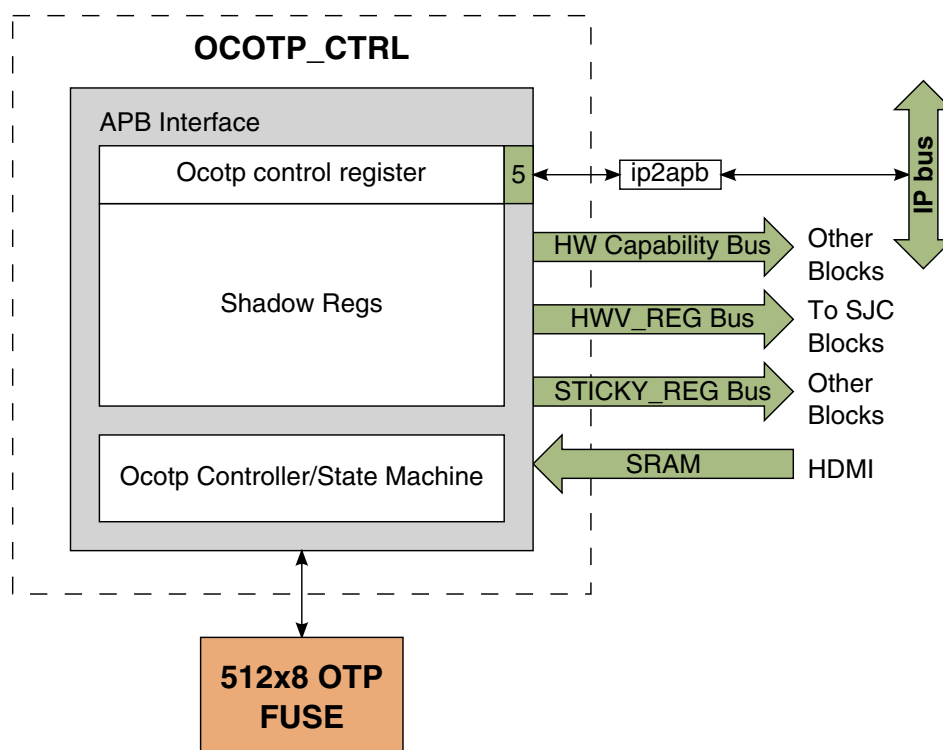 OCOTP_CTRL
APB Interface
Ocotp control register
5
ip2apb
IP bus
HW Capability Bus
Other
Blocks
Shadow Regs
HWV_REG Bus
To SJC
Blocks
STICKY_REG Bus
Other
Blocks
Ocotp Controller/State Machine
SRAM
HDMI
512x8 OTP
FUSE